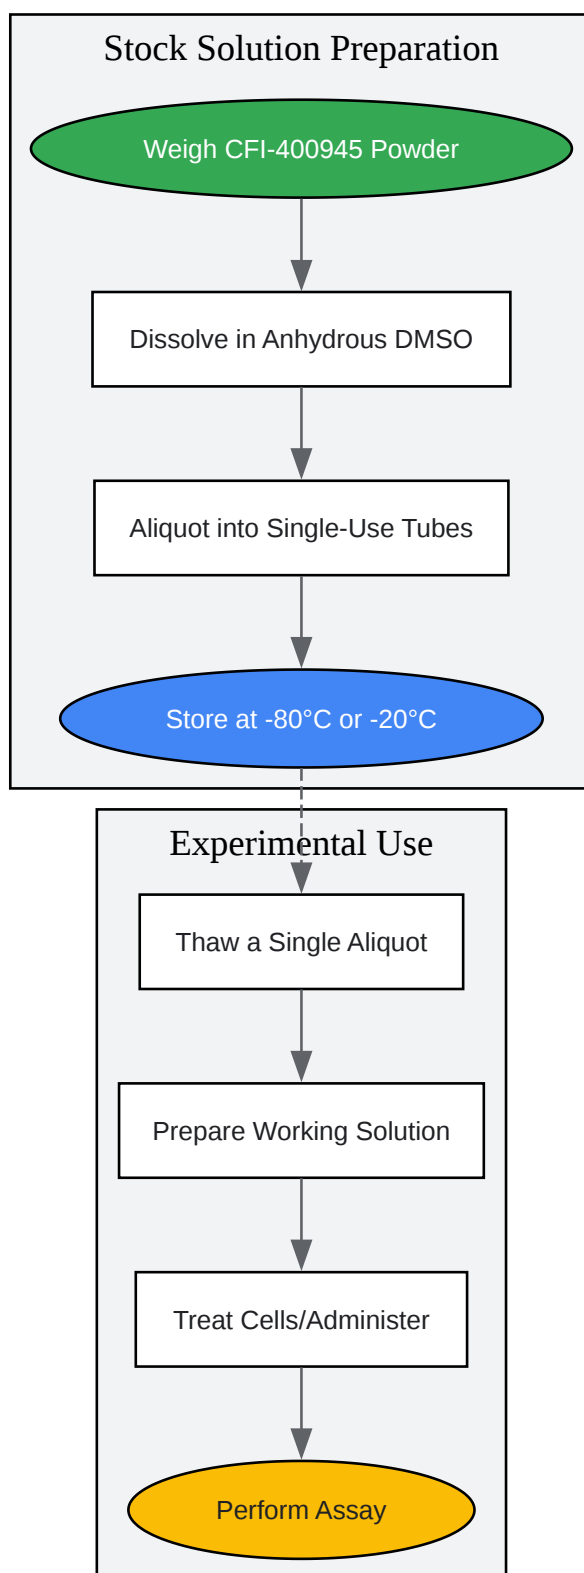 Stock Solution Preparation
Weigh CFI-400945 Powder
Dissolve in Anhydrous DMSO
Aliquot into Single-Use Tubes
Store at -80°C or -20°C
Experimental Use
Thaw a Single Aliquot
Prepare Working Solution
Treat Cells/Administer
Perform Assay